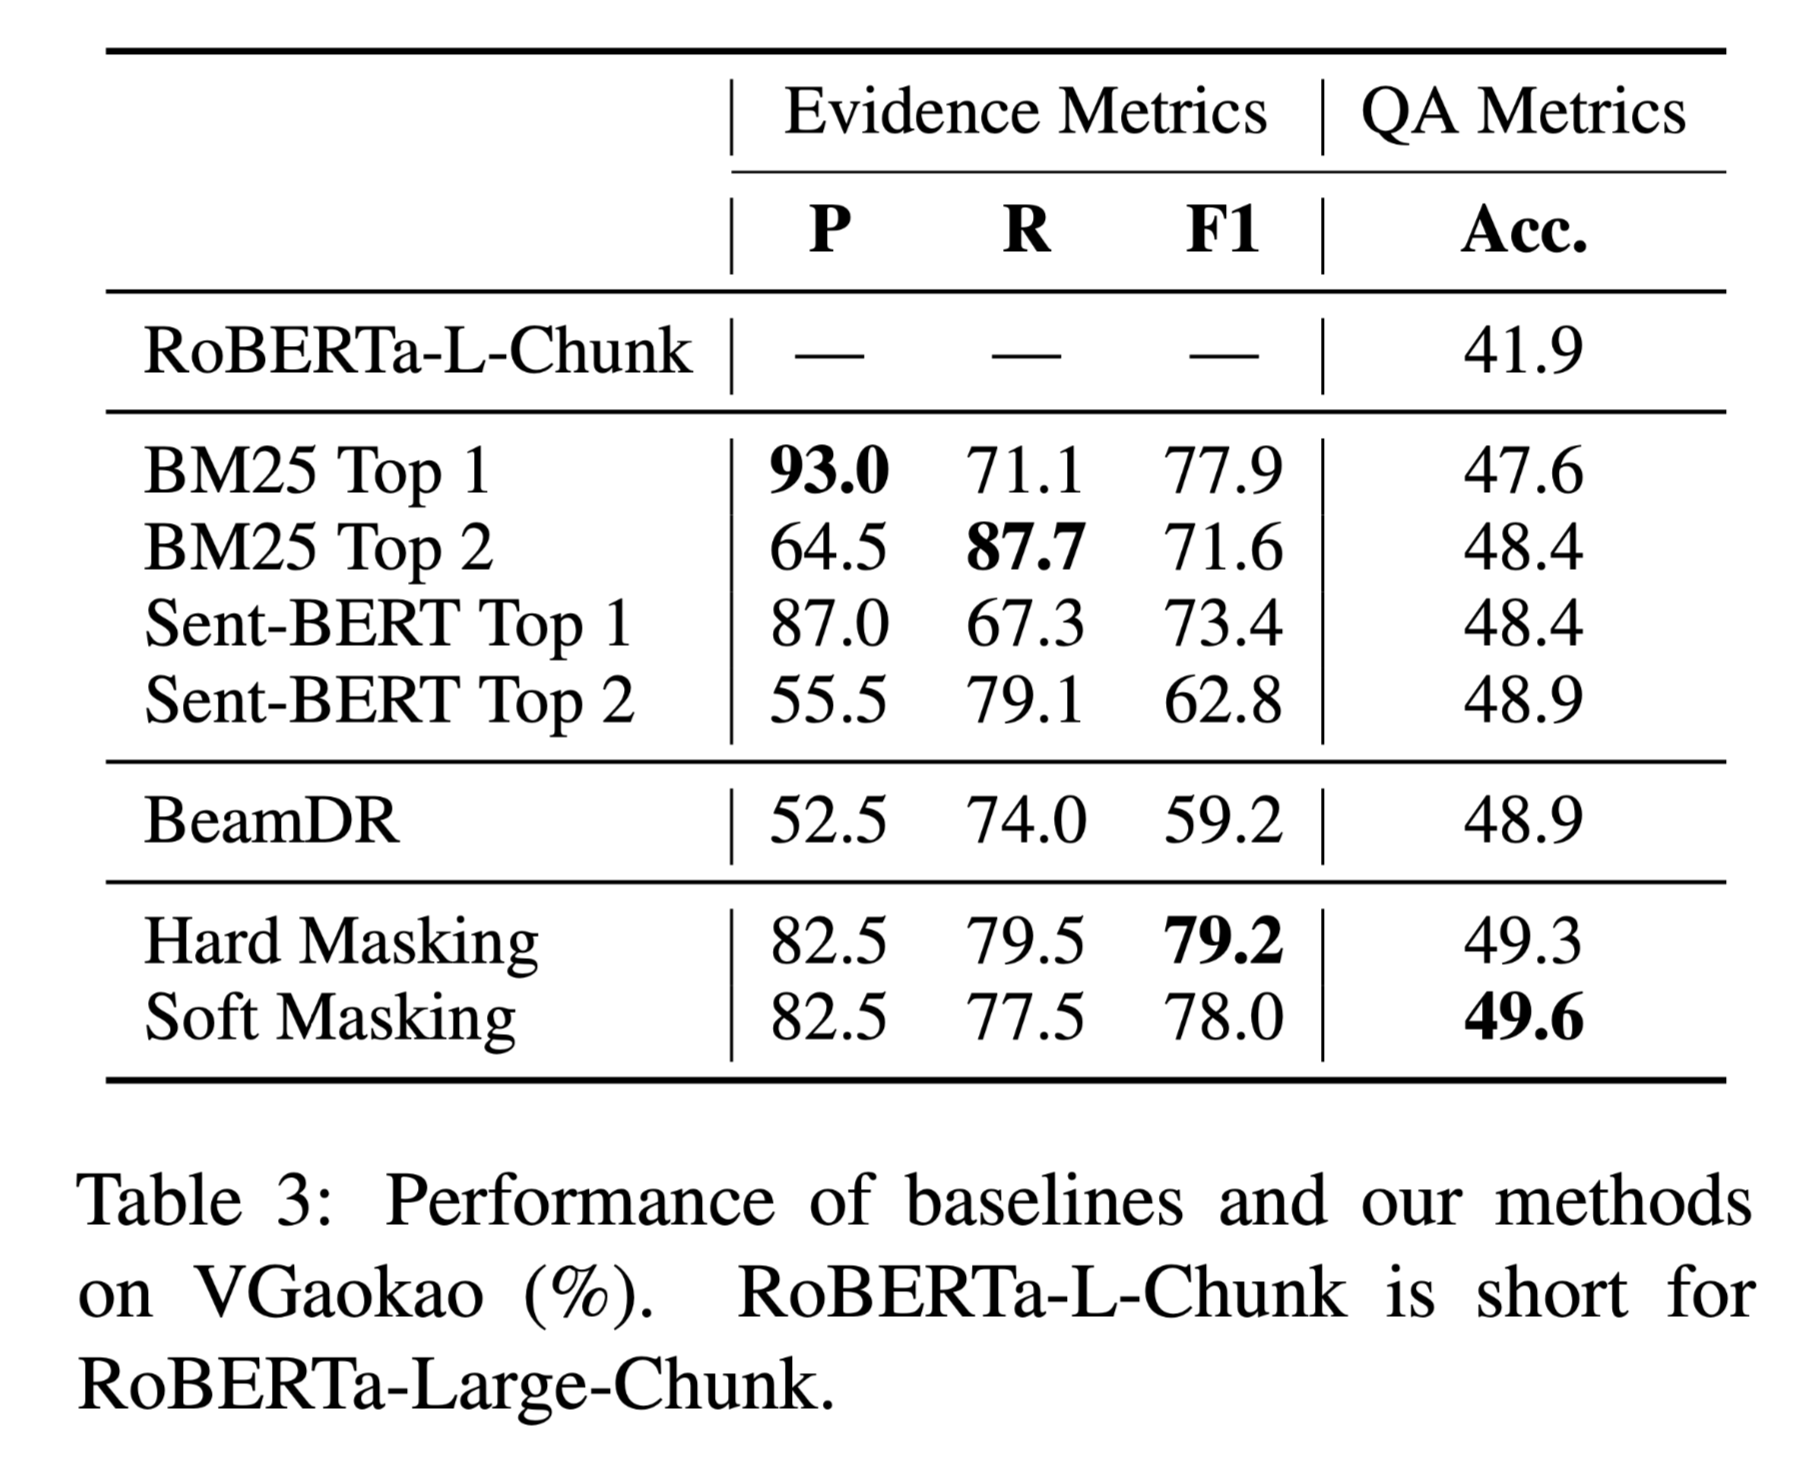 Evidence Metrics QA Metrics
P R F1 Acc.
RoBERTa-L-Chunk — — — 41.9
BM25 Top 1 93.0 71.1 77.9 47.6
BM25 Top 2 64.5 87.7 71.6 48.4
Sent-BERT Top 1 87.0 67.3 73.4 48.4
Sent-BERT Top 2 55.5 79.1 62.8 48.9
BeamDR 52.5 74.0 59.2 48.9
Hard Masking 82.5 79.5 79.2 49.3
Soft Masking 82.5 77.5 78.0 49.6
Table 3: Performance of baselines and our methods
on VGaokao (%). RoBERTa-L-Chunk is short for
RoBERTa-Large-Chunk.